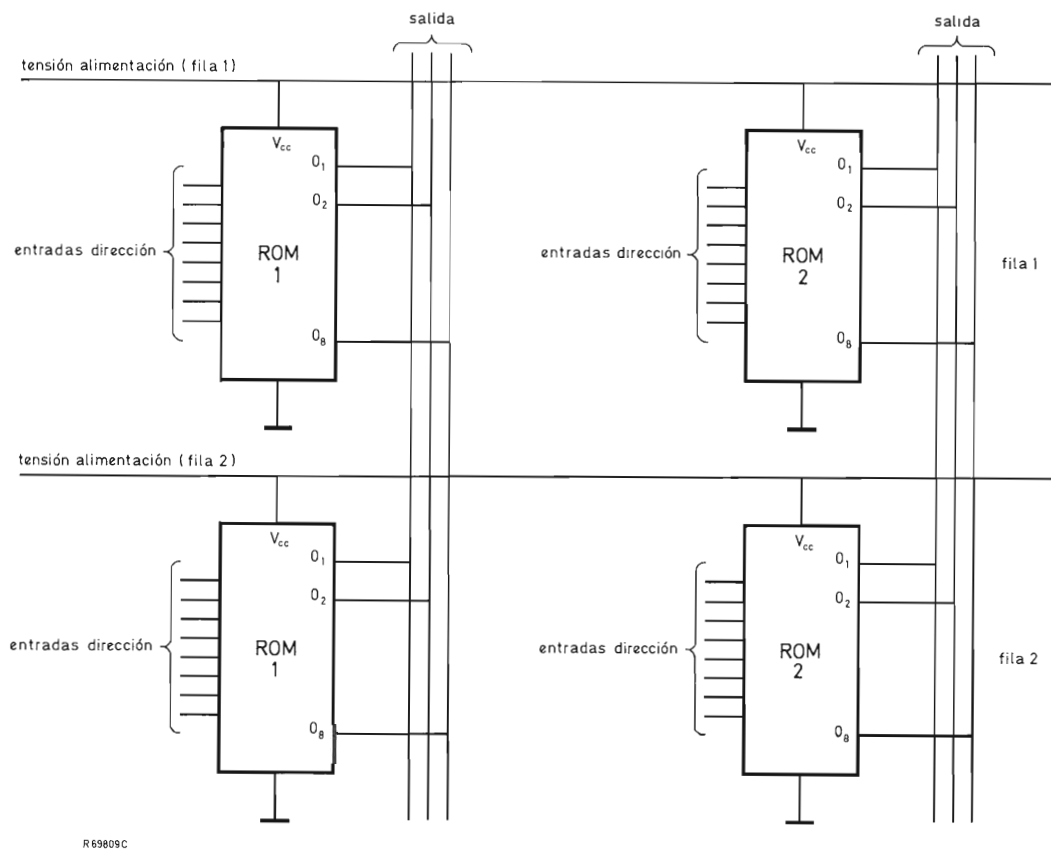 salida
salida
tensión alimentación ( fila 1 )
Vcc
O1
O2
entradas dirección
ROM
1
O8
Vcc
O1
O2
entradas dirección
ROM
2
O8
fila 1
tensión alimentación ( fila 2 )
Vcc
O1
O2
entradas dirección
ROM
1
O8
Vcc
O1
O2
entradas dirección
ROM
2
O8
fila 2
R69809C